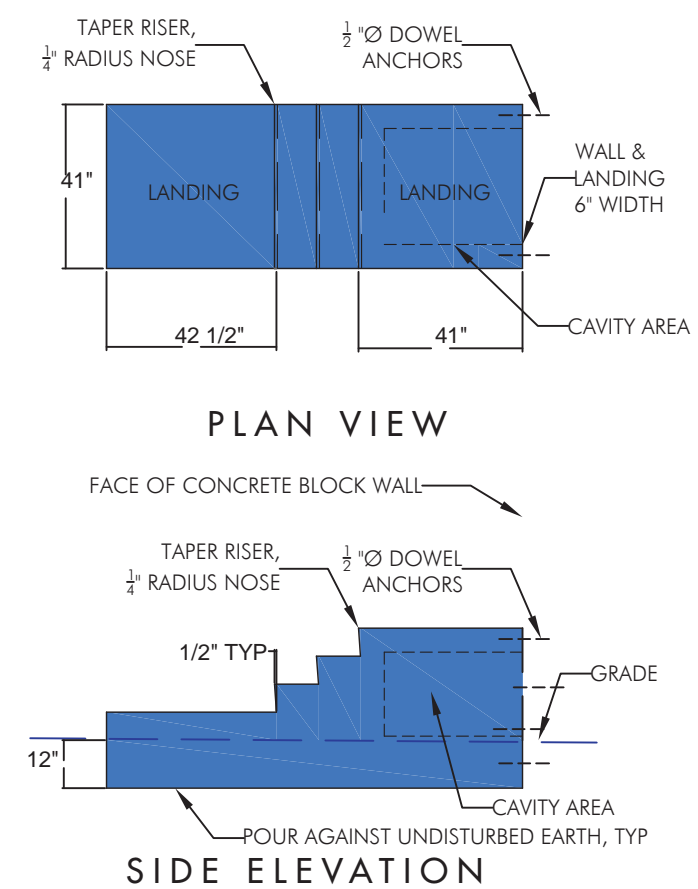 TAPER RISER,
1/4" RADIUS NOSE
1/2 "Ø DOWEL
ANCHORS
WALL &
LANDING
6" WIDTH
41"
LANDING
LANDING
CAVITY AREA
42 1/2"
41"
PLAN VIEW
FACE OF CONCRETE BLOCK WALL
TAPER RISER,
1/4" RADIUS NOSE
1/2 "Ø DOWEL
ANCHORS
1/2" TYP
GRADE
12"
CAVITY AREA
POUR AGAINST UNDISTURBED EARTH, TYP
SIDE ELEVATION